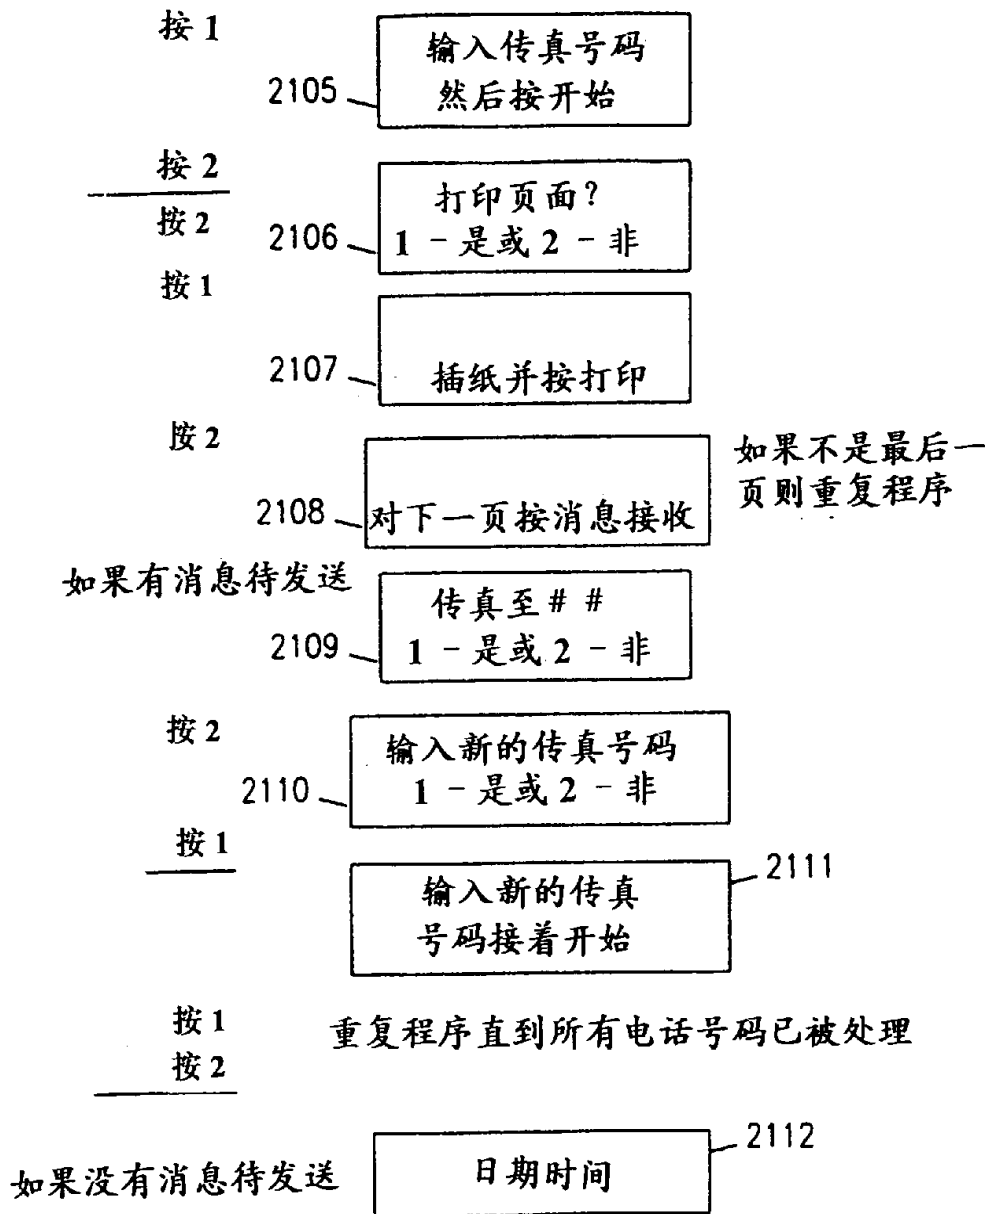 按 1
输入传真号码
然后按开始
2105
按 2
打印页面?
按 2
1 - 是或 2 - 非
2106
按 1
插纸并按打印
2107
按 2
如果不是最后一
页则重复程序
对下一页按消息接收
2108
如果有消息待发送
传真至 # #
1 - 是或 2 - 非
2109
按 2
输入新的传真号码
1 - 是或 2 - 非
2110
按 1
2111
输入新的传真
号码接着开始
按 1
重复程序直到所有电话号码已被处理
按 2
2112
如果没有消息待发送
日期时间